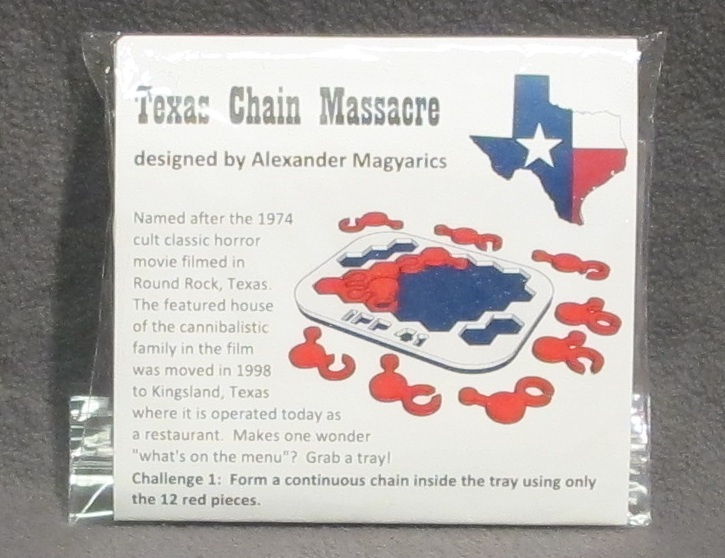 Texas Chain Massacre
designed by Alexander Magyarics
Named after the 1974
cult classic horror
movie filmed in
Round Rock, Texas.
The featured house
of the cannibalistic
family in the film
was moved in 1998
to Kingsland, Texas
where it is operated today as
a restaurant.  Makes one wonder
"what's on the menu"?  Grab a tray!
Challenge 1:  Form a continuous chain inside the tray using only
the 12 red pieces.
IPP 41